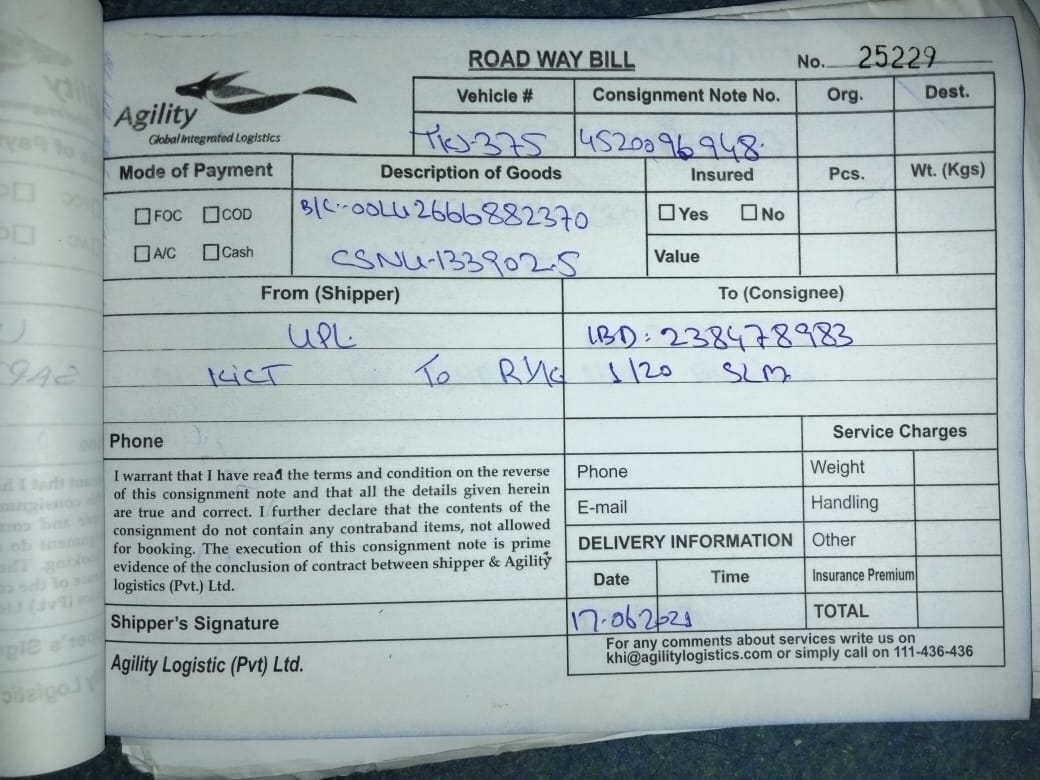 ROAD WAY BILL
No. 25229
Agility
Global Integrated Logistics
Vehicle # Consignment Note No. Org. Dest.
TKJ-375 4520096948
Mode of Payment Description of Goods Insured Pcs. Wt. (Kgs)
FOC COD B/L--OOLU2666882370 Yes No
A/C Cash CSNU-133902-5 Value
From (Shipper) To (Consignee)
UPL. IBD: 238478983
KICT To 1/20 SLM
Phone Service Charges
I warrant that I have read the terms and condition on the reverse
of this consignment note and that all the details given herein
are true and correct. I further declare that the contents of the
consignment do not contain any contraband items, not allowed
for booking. The execution of this consignment note is prime
evidence of the conclusion of contract between shipper & Agility
logistics (Pvt.) Ltd.
Phone Weight
E-mail Handling
DELIVERY INFORMATION Other
Date Time Insurance Premium
17.06.2021 TOTAL
Shipper's Signature
For any comments about services write us on
khi@agilitylogistics.com or simply call on 111-436-436
Agility Logistic (Pvt) Ltd.